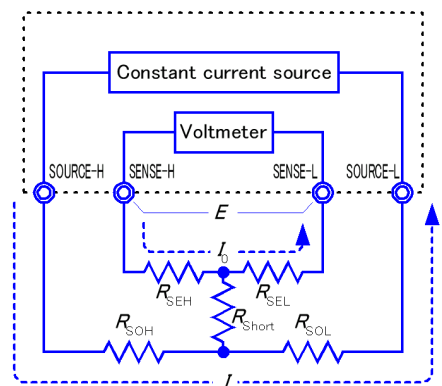 Constant current source
Voltmeter
SOURCE-H SENSE-H SENSE-L SOURCE-L
E
I0
RSEH RSEL
RShort
RSOH RSOL
I